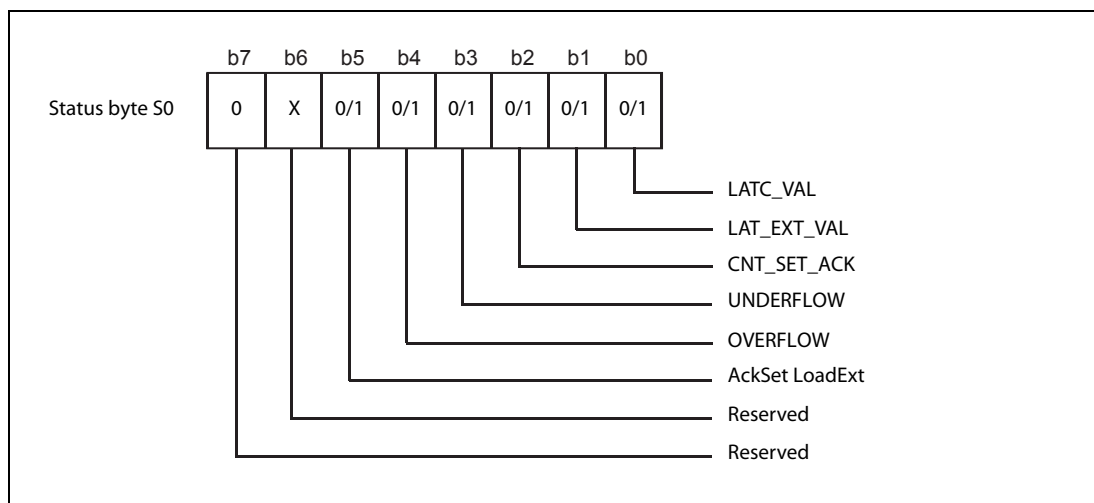 b7 b6 b5 b4 b3 b2 b1 b0
Status byte S0 0 X 0/1 0/1 0/1 0/1 0/1 0/1
LATC_VAL
LAT_EXT_VAL
CNT_SET_ACK
UNDERFLOW
OVERFLOW
AckSet LoadExt
Reserved
Reserved